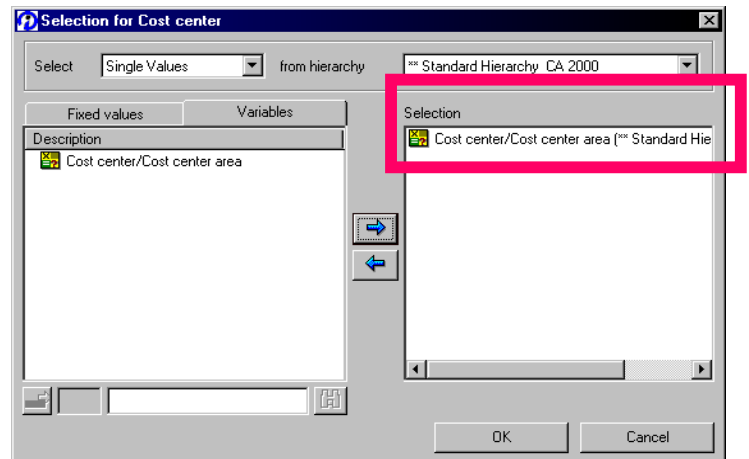 Selection for Cost center
Select Single Values from hierarchy ** Standard Hierarchy CA 2000
Fixed values Variables Selection
Description
Cost center/Cost center area Cost center/Cost center area (** Standard Hie
OK Cancel